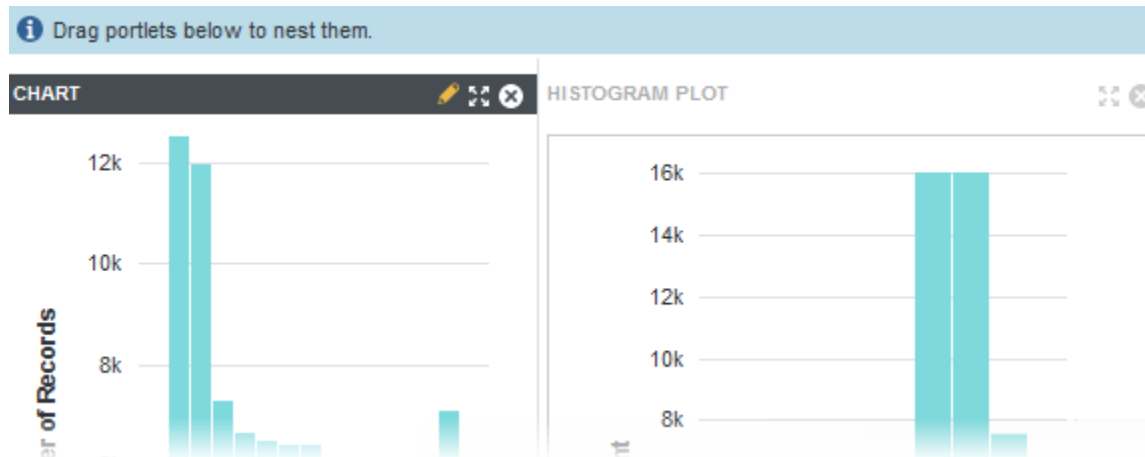 Drag portlets below to nest them.
CHART
HISTOGRAM PLOT
12k
10k
8k
of Records
16k
14k
12k
10k
8k